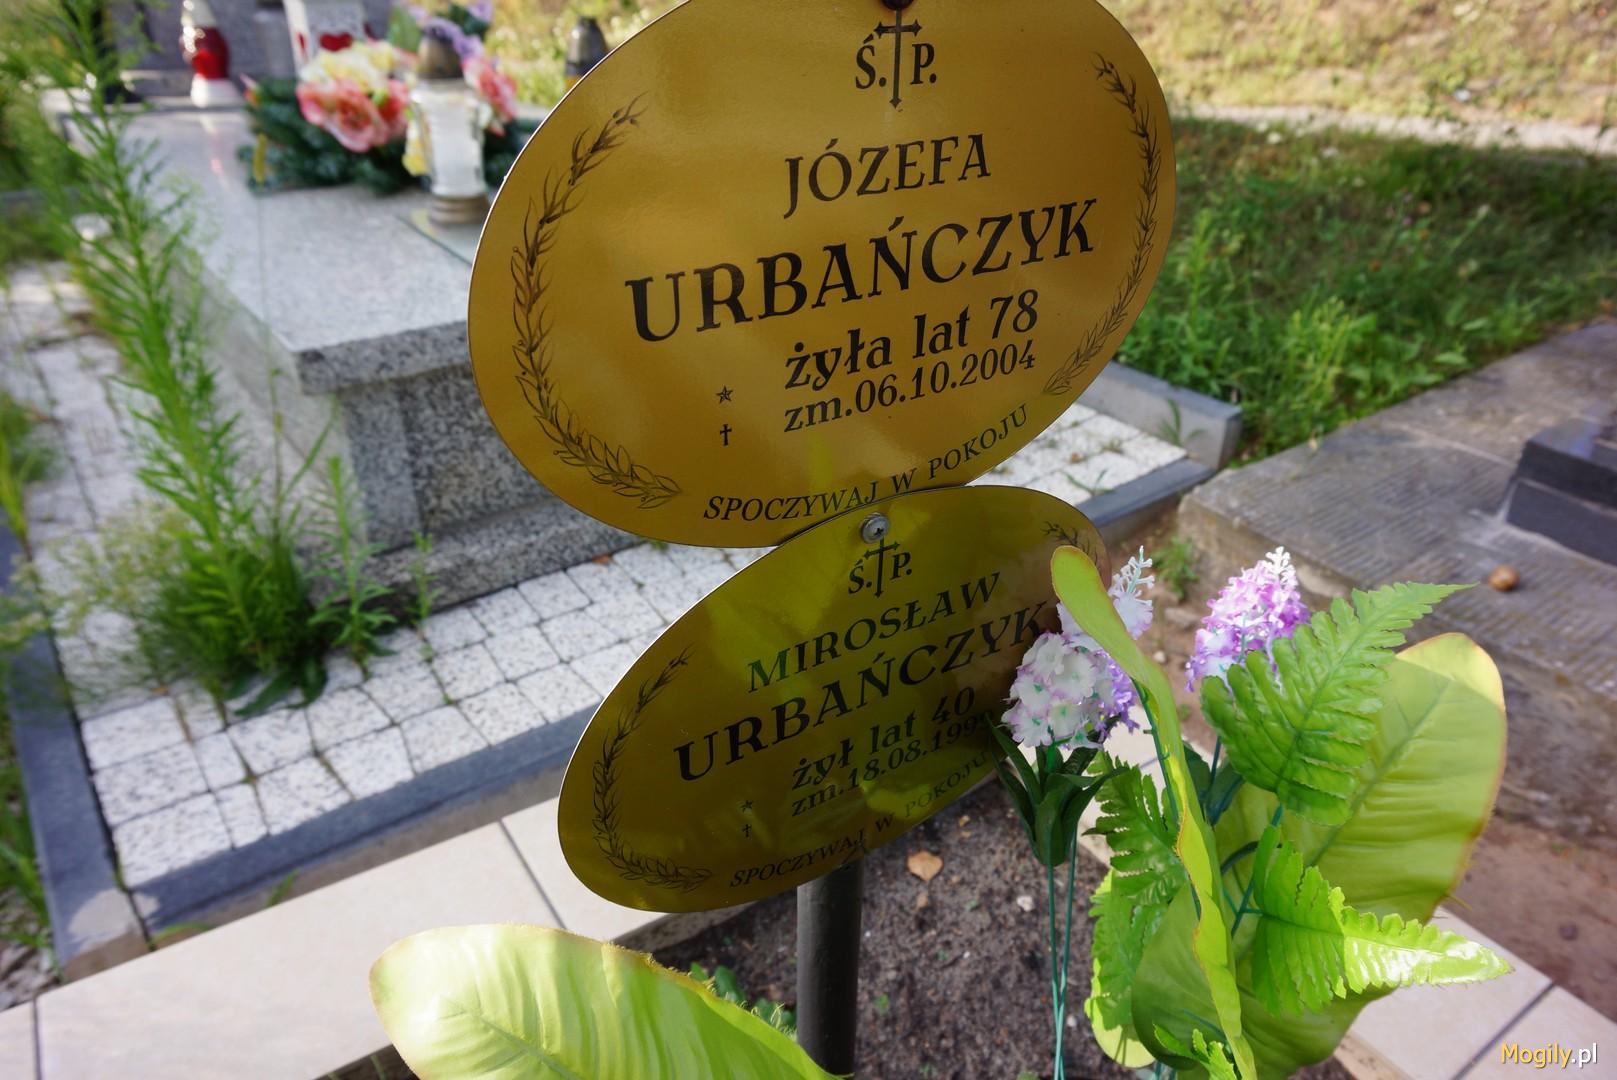 Ś. P.
JÓZEFA
URBAŃCZYK
żyła lat 78
zm.06.10.2004
SPOCZYWAJ W POKOJU
Ś. P.
MIROSŁAW
URBAŃCZYK
żył lat 40
zm.18.08.199
SPOCZYWAJ W POKOJU
Mogily.pl